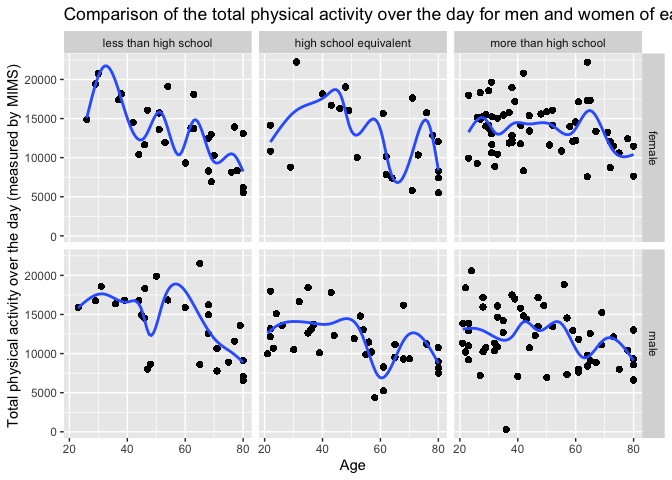 Comparison of the total physical activity over the day for men and women of ea
less than high school
high school equivalent
more than high school
Total physical activity over the day (measured by MIMS)
20000
15000
10000
5000
0
female
20000
15000
10000
5000
0
male
20 40 60 80 20 40 60 80 20 40 60 80
Age